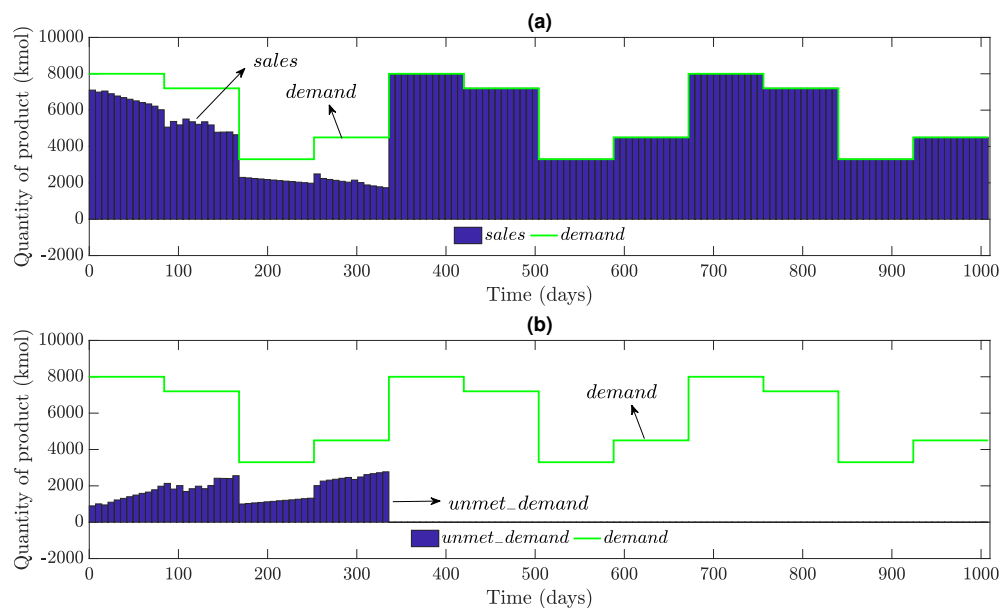 (a)
10000
8000
6000
4000
2000
0
-2000
Quantity of product (kmol)
sales
demand
sales demand
0 100 200 300 400 500 600 700 800 900 1000
Time (days)
(b)
10000
8000
6000
4000
2000
0
-2000
Quantity of product (kmol)
demand
unmet_demand
unmet_demand demand
0 100 200 300 400 500 600 700 800 900 1000
Time (days)